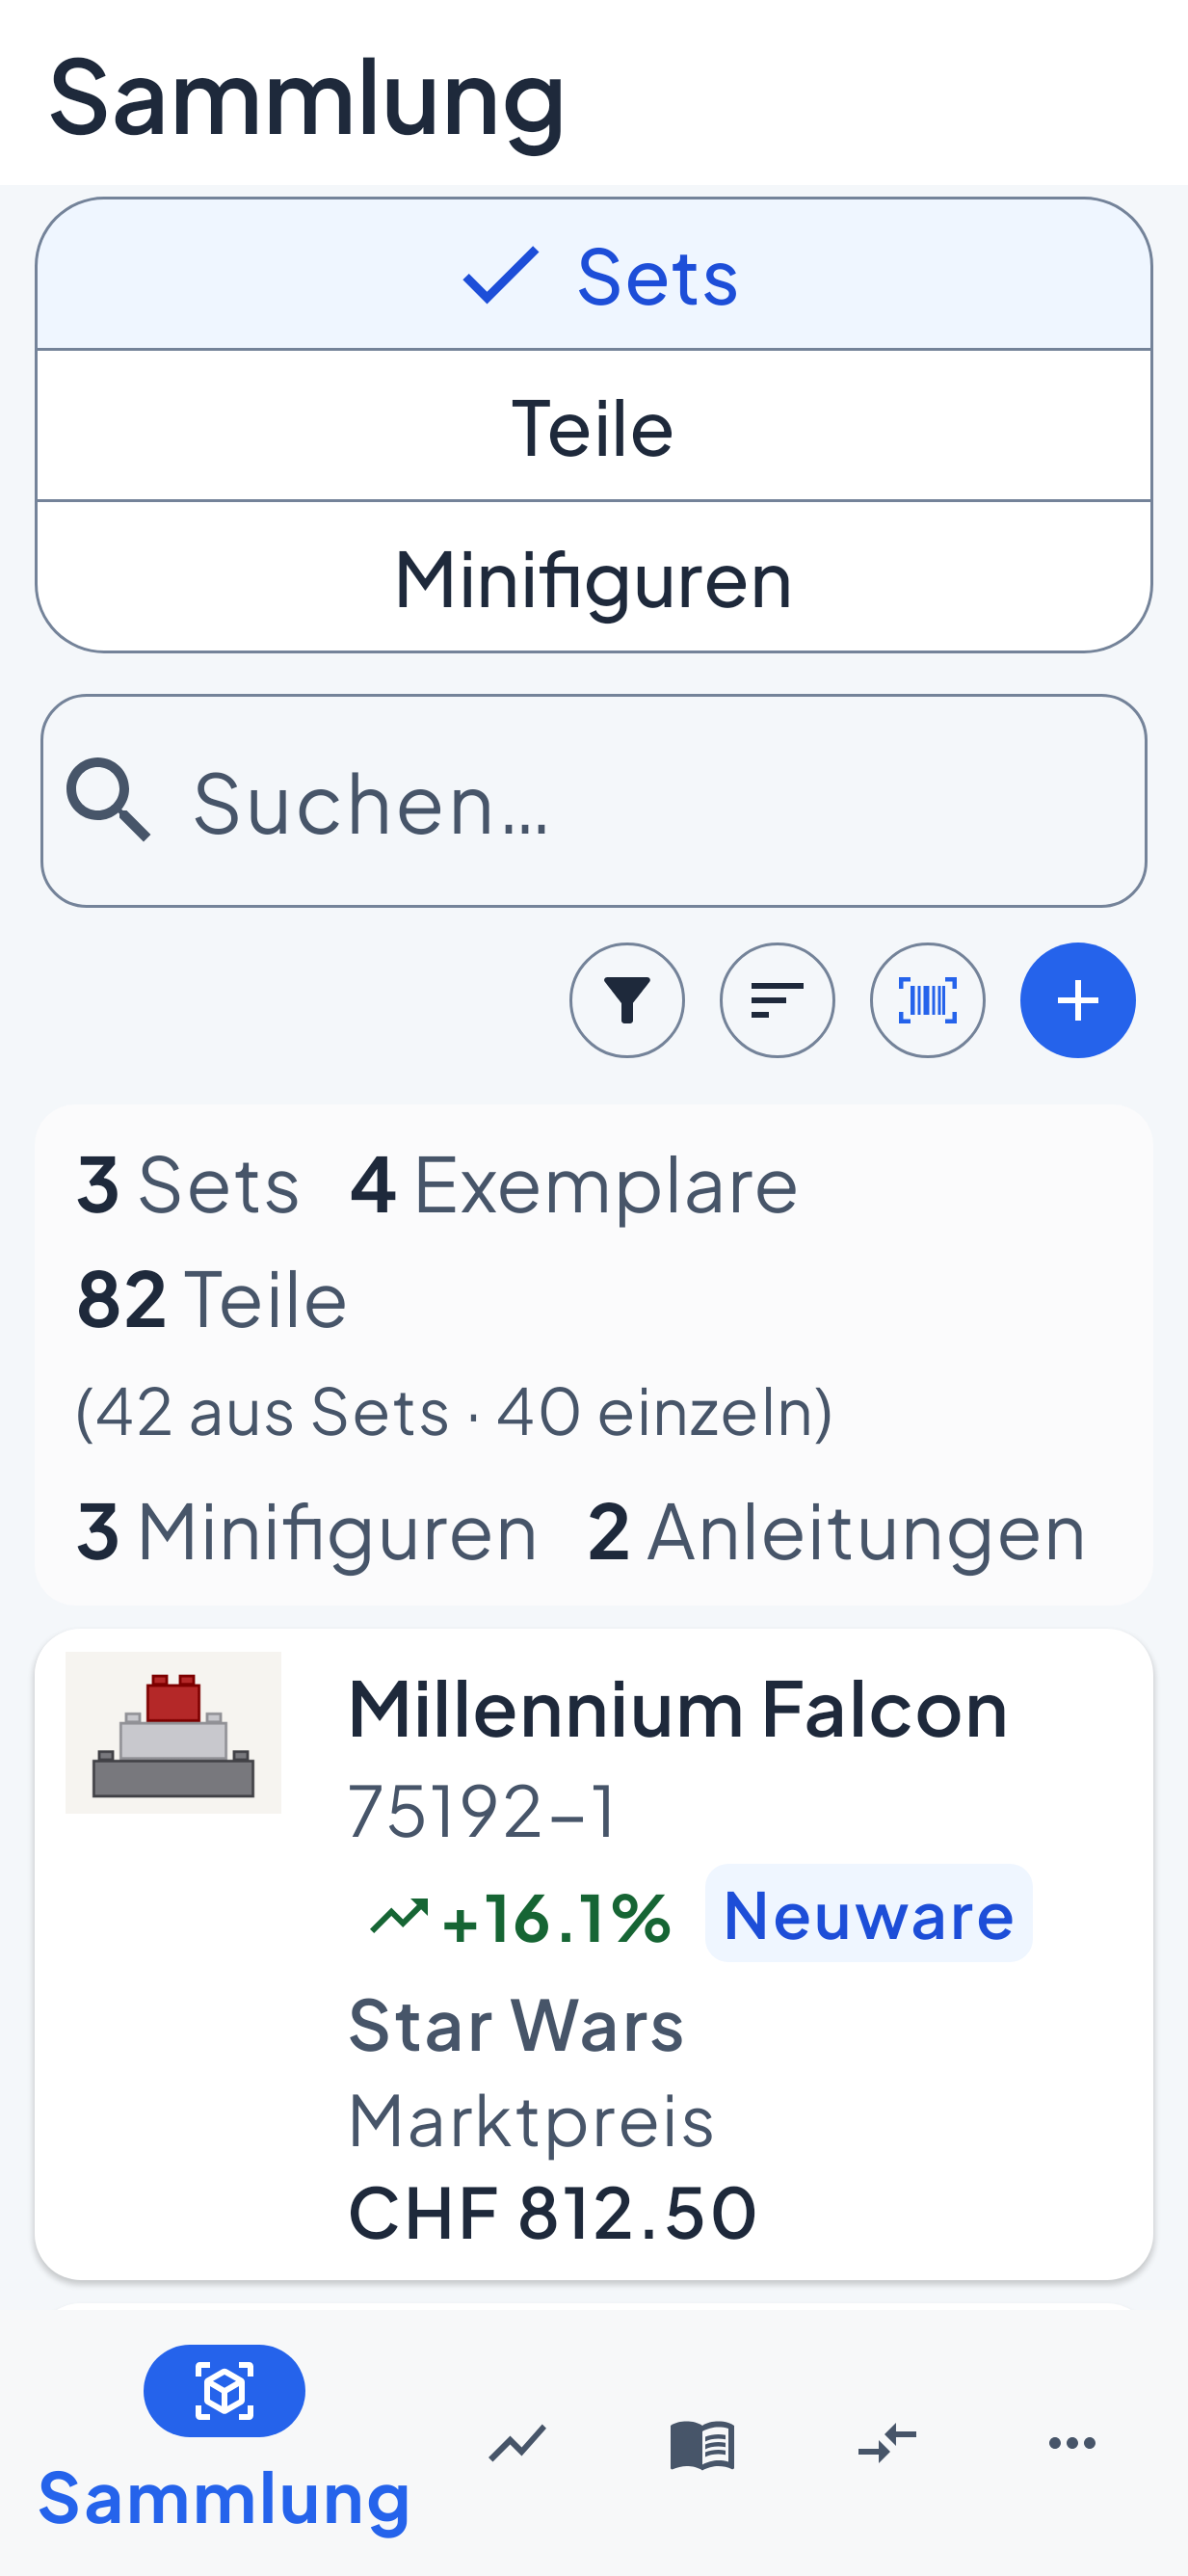 Sammlung
Sets
Teile
Minifiguren
Suchen…
3 Sets 4 Exemplare
82 Teile
(42 aus Sets · 40 einzeln)
3 Minifiguren 2 Anleitungen
Millennium Falcon
75192-1
+16.1% Neuware
Star Wars
Marktpreis
CHF 812.50
Sammlung